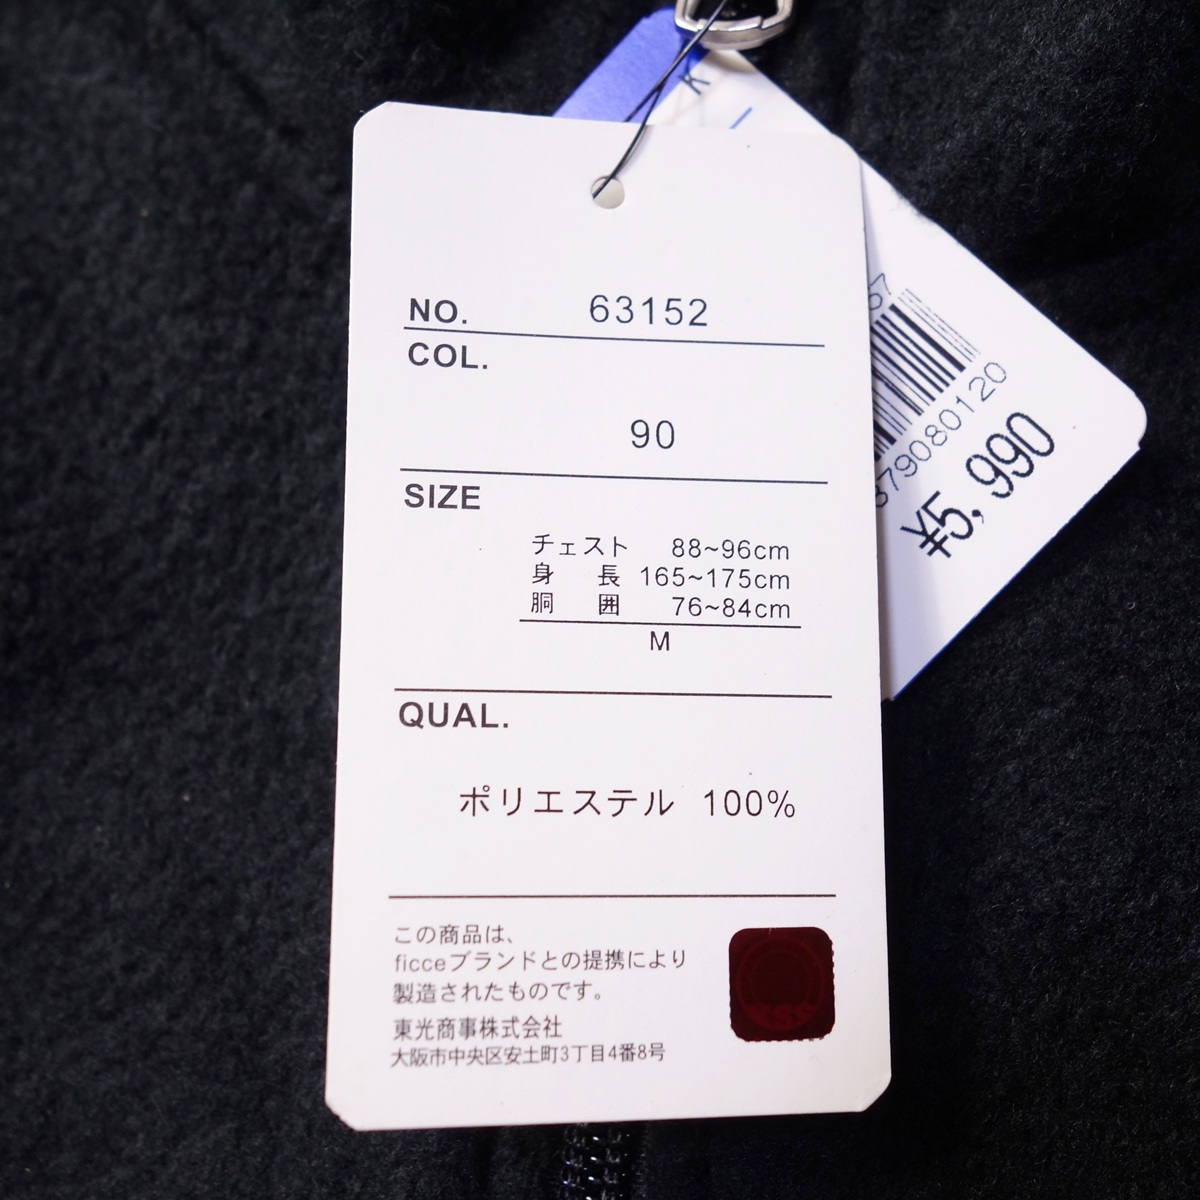 NO. 63152
COL.
90
SIZE
チェスト 88~96cm
身 長 165~175cm
胴 囲 76~84cm
M
QUAL.
ポリエステル 100%
この商品は、
ficceブランドとの提携により
製造されたものです。
東光商事株式会社
大阪市中央区安土町3丁目4番8号
K
379080120
¥5,990